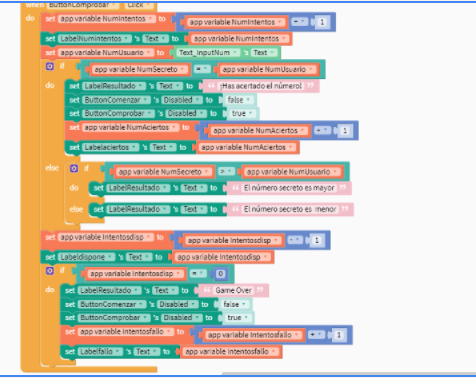 when ButtonComprobar Click
do set app variable NumIntentos to app variable NumIntentos + 1
set LabelNumIntentos 's Text to app variable NumIntentos
set app variable NumUsuario to Text_InputNum 's Text
if app variable NumSecreto = app variable NumUsuario
do set LabelResultado 's Text to “ ¡Has acertado el número! ”
set ButtonComenzar 's Disabled to false
set ButtonComprobar 's Disabled to true
set app variable NumAciertos to app variable NumAciertos + 1
set Labelaciertos 's Text to app variable NumAciertos
else if app variable NumSecreto > app variable NumUsuario
do set LabelResultado 's Text to “ El número secreto es mayor ”
else set LabelResultado 's Text to “ El número secreto es menor ”
set app variable Intentosdisp to app variable Intentosdisp - 1
set Labeldispone 's Text to app variable Intentosdisp
if app variable Intentosdisp = 0
do set LabelResultado 's Text to “ Game Over ”
set ButtonComenzar 's Disabled to false
set ButtonComprobar 's Disabled to true
set app variable Intentosfallo to app variable Intentosfallo + 1
set Labelfallo 's Text to app variable Intentosfallo